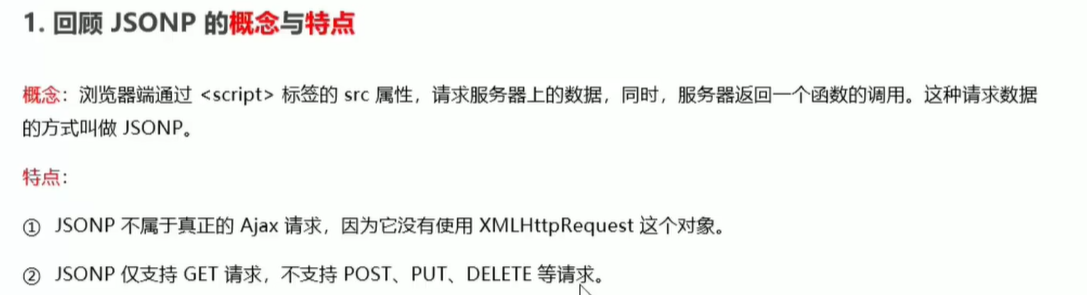 1. 回顾 JSONP 的概念与特点
概念：浏览器端通过 <script> 标签的 src 属性，请求服务器上的数据，同时，服务器返回一个函数的调用。这种请求数据
的方式叫做 JSONP。
特点：
① JSONP 不属于真正的 Ajax 请求，因为它没有使用 XMLHttpRequest 这个对象。
② JSONP 仅支持 GET 请求，不支持 POST、PUT、DELETE 等请求。